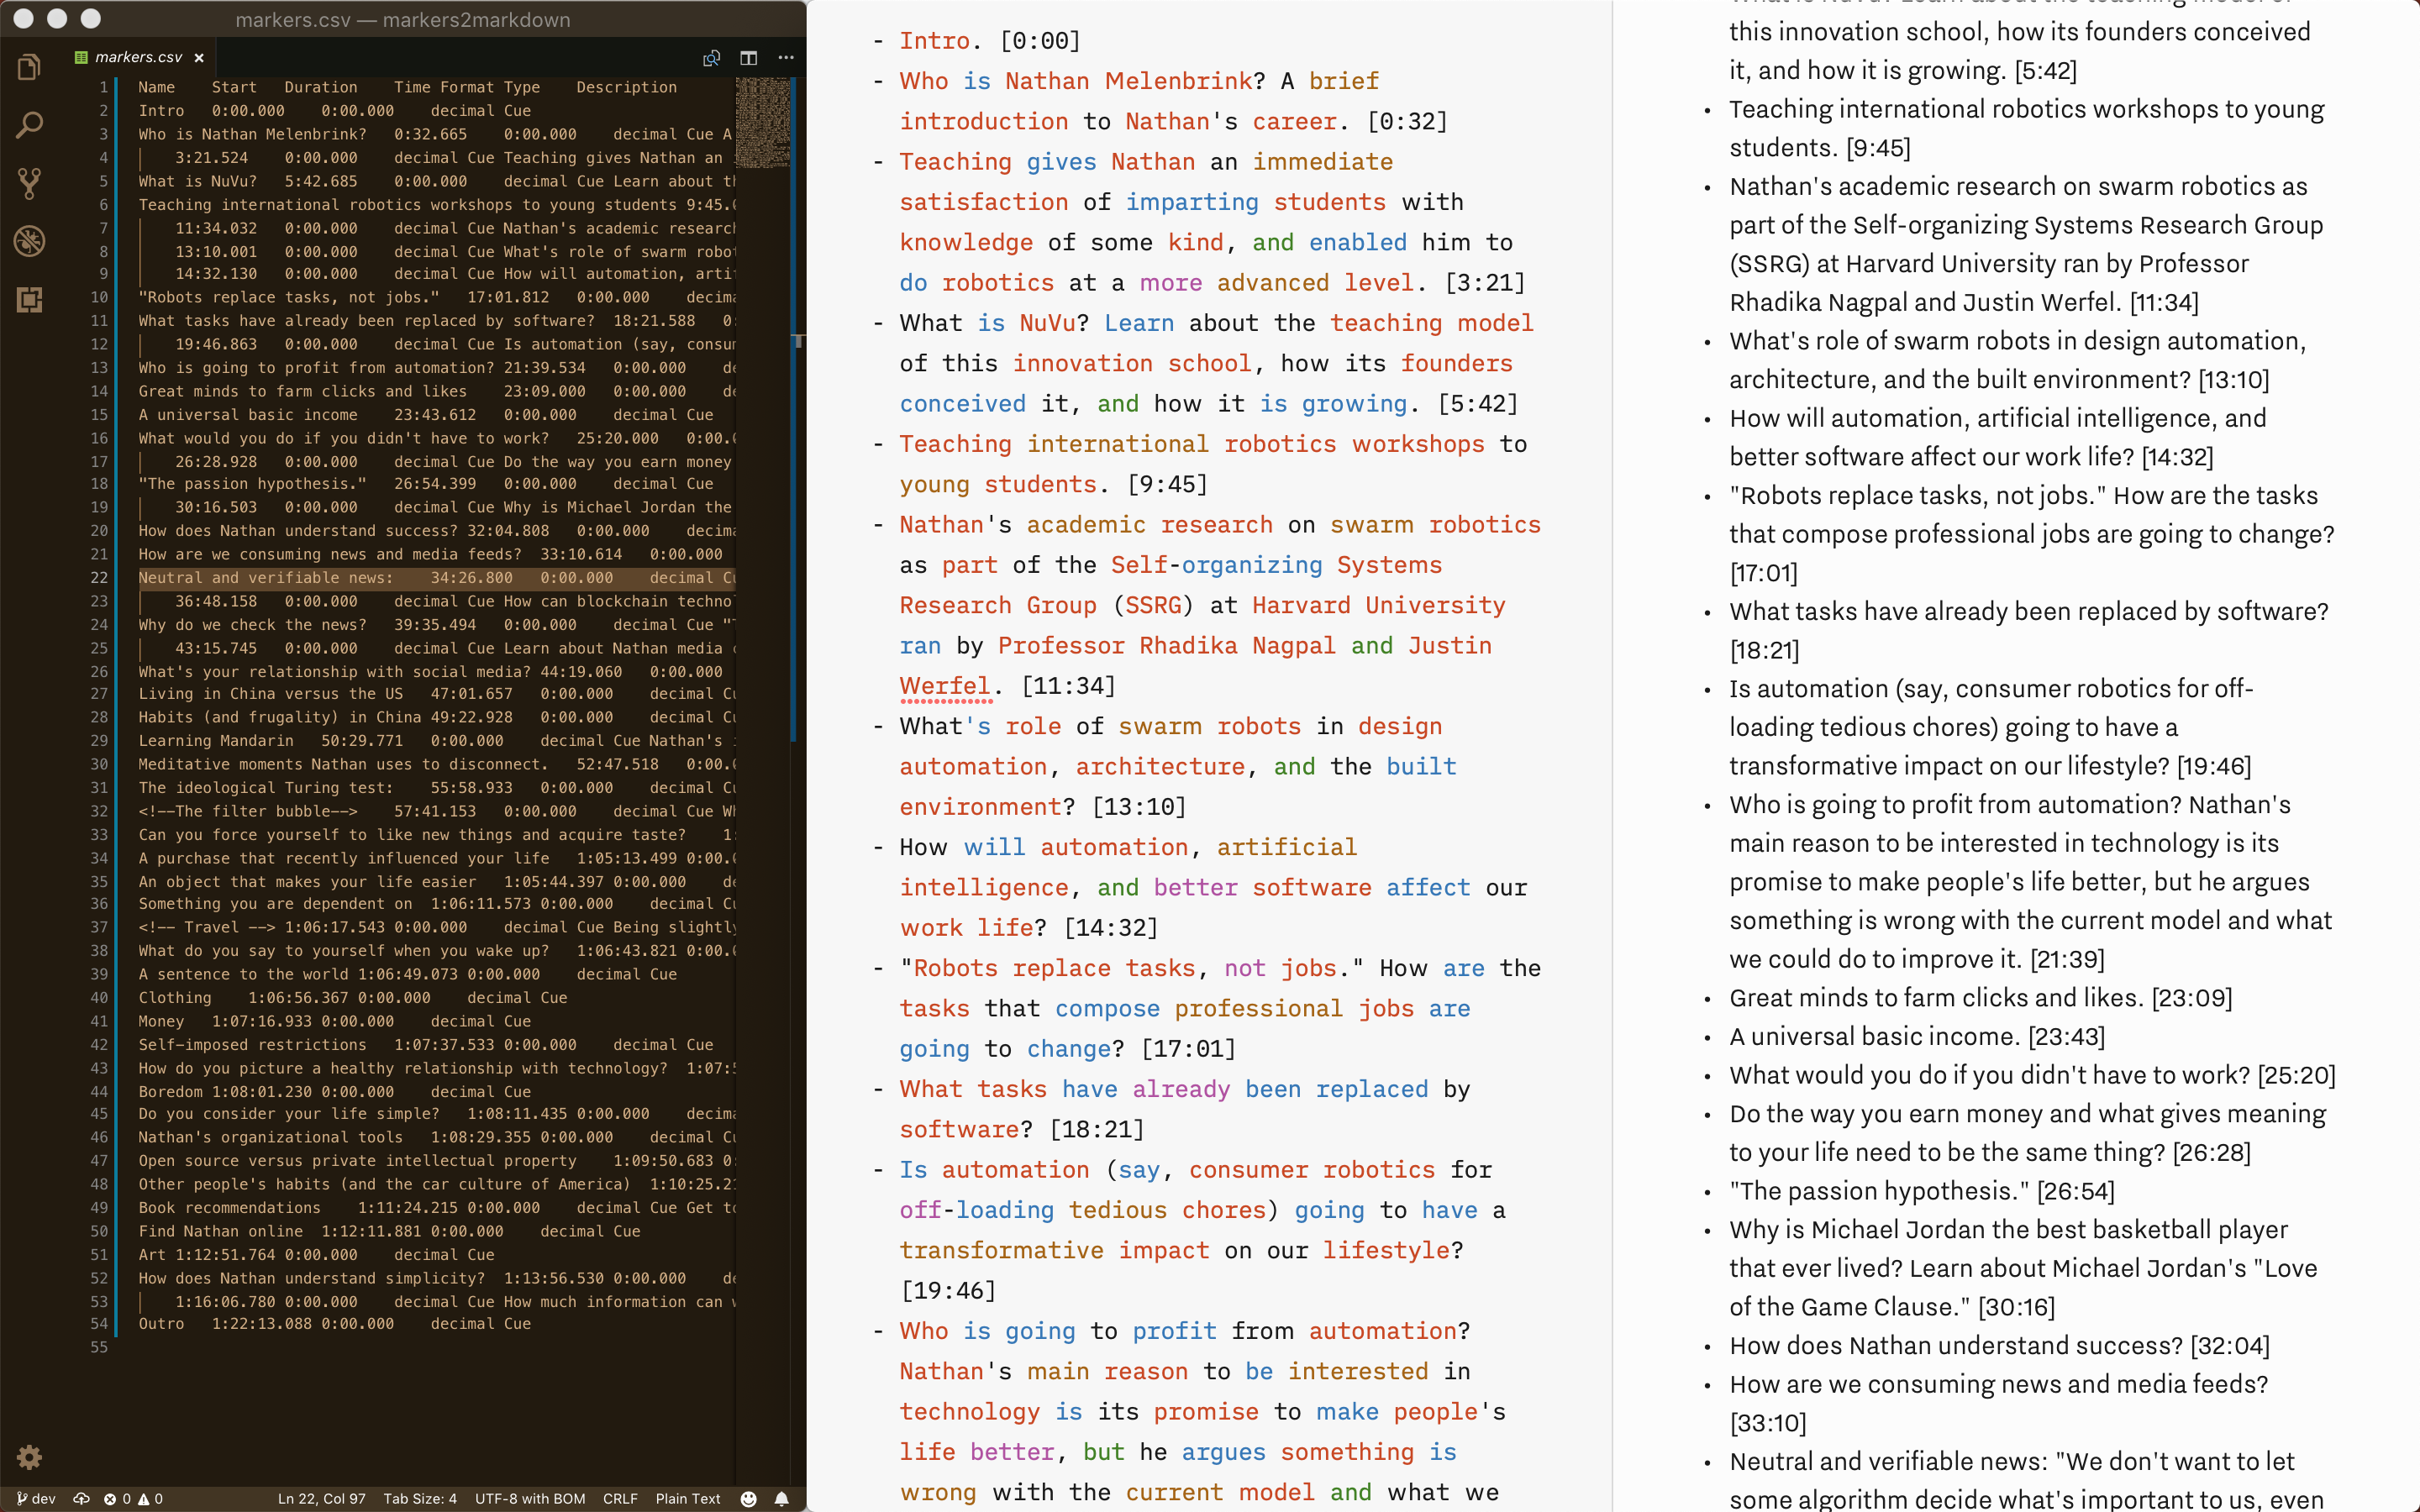 markers.csv — markers2markdown
markers.csv
1 Name Start Duration Time Format Type Description
2 Intro 0:00.000 0:00.000 decimal Cue
3 Who is Nathan Melenbrink? 0:32.665 0:00.000 decimal Cue A
4 3:21.524 0:00.000 decimal Cue Teaching gives Nathan an
5 What is NuVu? 5:42.685 0:00.000 decimal Cue Learn about
6 Teaching international robotics workshops to young students 9:45.
7 11:34.032 0:00.000 decimal Cue Nathan's academic research
8 13:10.001 0:00.000 decimal Cue What's role of swarm
9 14:32.130 0:00.000 decimal Cue How will automation,
10 "Robots replace tasks, not jobs." 17:01.812 0:00.000
11 What tasks have already been replaced by software? 18:21.588
12 19:46.863 0:00.000 decimal Cue Is automation (say,
13 Who is going to profit from automation? 21:39.534 0:00.000
14 Great minds to farm clicks and likes 23:09.000 0:00.000
15 A universal basic income 23:43.612 0:00.000 decimal Cue
16 What would you do if you didn't have to work? 25:20.000
17 26:28.928 0:00.000 decimal Cue Do the way you earn money
18 "The passion hypothesis." 26:54.399 0:00.000 decimal Cue
19 30:16.503 0:00.000 decimal Cue Why is Michael Jordan the
20 How does Nathan understand success? 32:04.808 0:00.000
21 How are we consuming news and media feeds? 33:10.614 0:00.000
22 Neutral and verifiable news: 34:26.800 0:00.000 decimal
23 36:48.158 0:00.000 decimal Cue How can blockchain
24 Why do we check the news? 39:35.494 0:00.000 decimal Cue
25 43:15.745 0:00.000 decimal Cue Learn about Nathan media
26 What's your relationship with social media? 44:19.060 0:00.000
27 Living in China versus the US 47:01.657 0:00.000 decimal
28 Habits (and frugality) in China 49:22.928 0:00.000 decimal
29 Learning Mandarin 50:29.771 0:00.000 decimal Cue Nathan's
30 Meditative moments Nathan uses to disconnect. 52:47.518
31 The ideological Turing test: 55:58.933 0:00.000 decimal
32 <!--The filter bubble--> 57:41.153 0:00.000 decimal Cue
33 Can you force yourself to like new things and acquire taste?
34 A purchase that recently influenced your life 1:05:13.499
35 An object that makes your life easier 1:05:44.397 0:00.000
36 Something you are dependent on 1:06:11.573 0:00.000 decimal
37 <!-- Travel --> 1:06:17.543 0:00.000 decimal Cue Being slightly
38 What do you say to yourself when you wake up? 1:06:43.821
39 A sentence to the world 1:06:49.073 0:00.000 decimal Cue
40 Clothing 1:06:56.367 0:00.000 decimal Cue
41 Money 1:07:16.933 0:00.000 decimal Cue
42 Self-imposed restrictions 1:07:37.533 0:00.000 decimal Cue
43 How do you picture a healthy relationship with technology?
44 Boredom 1:08:01.230 0:00.000 decimal Cue
45 Do you consider your life simple? 1:08:11.435 0:00.000
46 Nathan's organizational tools 1:08:29.355 0:00.000 decimal
47 Open source versus private intellectual property 1:09:50.683
48 Other people's habits (and the car culture of America)
49 Book recommendations 1:11:24.215 0:00.000 decimal Cue Get
50 Find Nathan online 1:12:11.881 0:00.000 decimal Cue
51 Art 1:12:51.764 0:00.000 decimal Cue
52 How does Nathan understand simplicity? 1:13:56.530 0:00.000
53 1:16:06.780 0:00.000 decimal Cue How much information can
54 Outro 1:22:13.088 0:00.000 decimal Cue
55
dev 0 0 Ln 22, Col 97 Tab Size: 4 UTF-8 with BOM CRLF Plain Text
- Intro. [0:00]
- Who is Nathan Melenbrink? A brief
introduction to Nathan's career. [0:32]
- Teaching gives Nathan an immediate
satisfaction of imparting students with
knowledge of some kind, and enabled him to
do robotics at a more advanced level. [3:21]
- What is NuVu? Learn about the teaching model
of this innovation school, how its founders
conceived it, and how it is growing. [5:42]
- Teaching international robotics workshops to
young students. [9:45]
- Nathan's academic research on swarm robotics
as part of the Self-organizing Systems
Research Group (SSRG) at Harvard University
ran by Professor Rhadika Nagpal and Justin
Werfel. [11:34]
- What's role of swarm robots in design
automation, architecture, and the built
environment? [13:10]
- How will automation, artificial
intelligence, and better software affect our
work life? [14:32]
- "Robots replace tasks, not jobs." How are the
tasks that compose professional jobs are
going to change? [17:01]
- What tasks have already been replaced by
software? [18:21]
- Is automation (say, consumer robotics for
off-loading tedious chores) going to have a
transformative impact on our lifestyle?
[19:46]
- Who is going to profit from automation?
Nathan's main reason to be interested in
technology is its promise to make people's
life better, but he argues something is
wrong with the current model and what we
this innovation school, how its founders conceived
it, and how it is growing. [5:42]
• Teaching international robotics workshops to young
students. [9:45]
• Nathan's academic research on swarm robotics as
part of the Self-organizing Systems Research Group
(SSRG) at Harvard University ran by Professor
Rhadika Nagpal and Justin Werfel. [11:34]
• What's role of swarm robots in design automation,
architecture, and the built environment? [13:10]
• How will automation, artificial intelligence, and
better software affect our work life? [14:32]
• "Robots replace tasks, not jobs." How are the tasks
that compose professional jobs are going to change?
[17:01]
• What tasks have already been replaced by software?
[18:21]
• Is automation (say, consumer robotics for off-
loading tedious chores) going to have a
transformative impact on our lifestyle? [19:46]
• Who is going to profit from automation? Nathan's
main reason to be interested in technology is its
promise to make people's life better, but he argues
something is wrong with the current model and what
we could do to improve it. [21:39]
• Great minds to farm clicks and likes. [23:09]
• A universal basic income. [23:43]
• What would you do if you didn't have to work? [25:20]
• Do the way you earn money and what gives meaning
to your life need to be the same thing? [26:28]
• "The passion hypothesis." [26:54]
• Why is Michael Jordan the best basketball player
that ever lived? Learn about Michael Jordan's "Love
of the Game Clause." [30:16]
• How does Nathan understand success? [32:04]
• How are we consuming news and media feeds?
[33:10]
• Neutral and verifiable news: "We don't want to let
some algorithm decide what's important to us, even